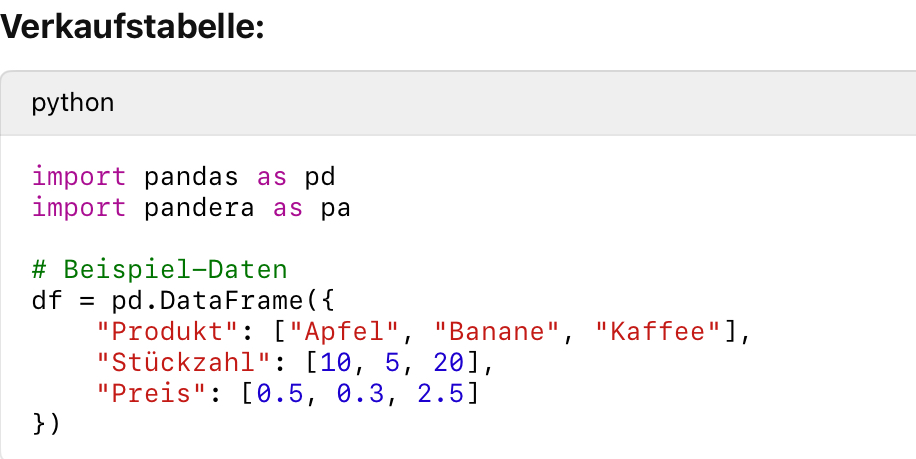 Verkaufstabelle:
python
import pandas as pd
import pandera as pa
# Beispiel-Daten
df = pd.DataFrame({
    "Produkt": ["Apfel", "Banane", "Kaffee"],
    "Stückzahl": [10, 5, 20],
    "Preis": [0.5, 0.3, 2.5]
})